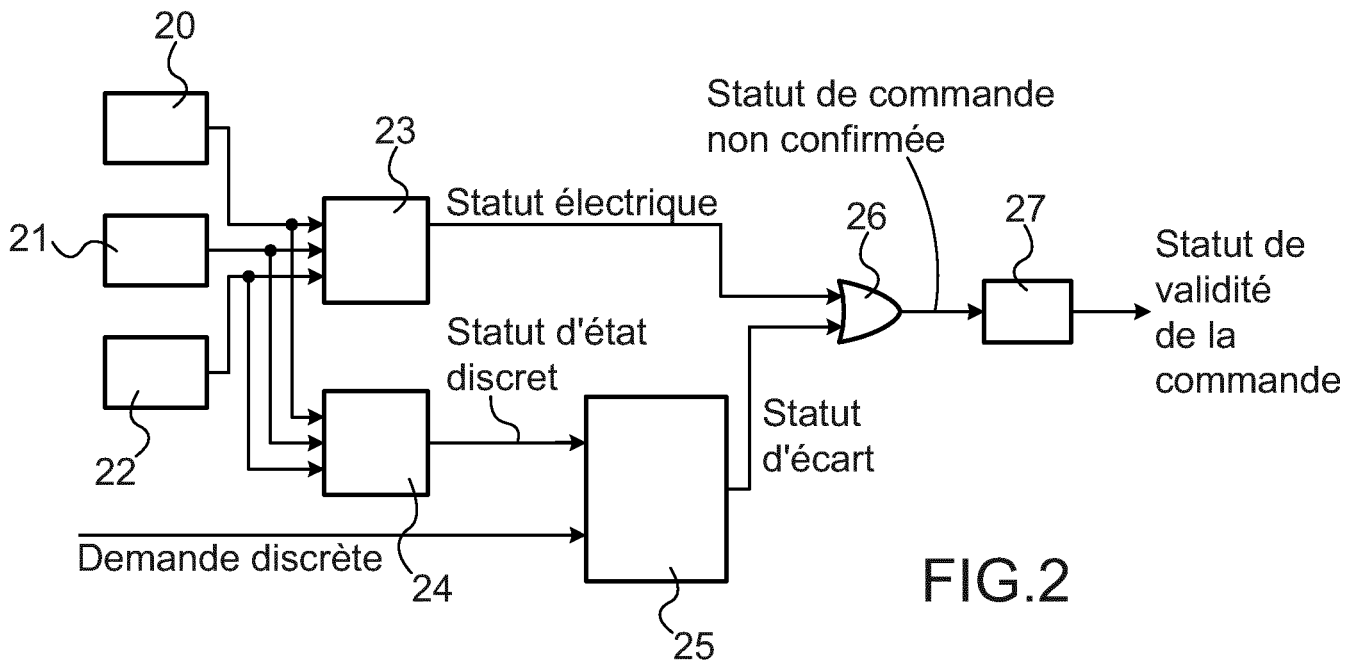 20
Statut de commande
non confirmée
23
Statut électrique
26
27
21
Statut de
validité
de la
commande
Statut d'état
discret
Statut
d'écart
22
Demande discrète
24
25
FIG.2